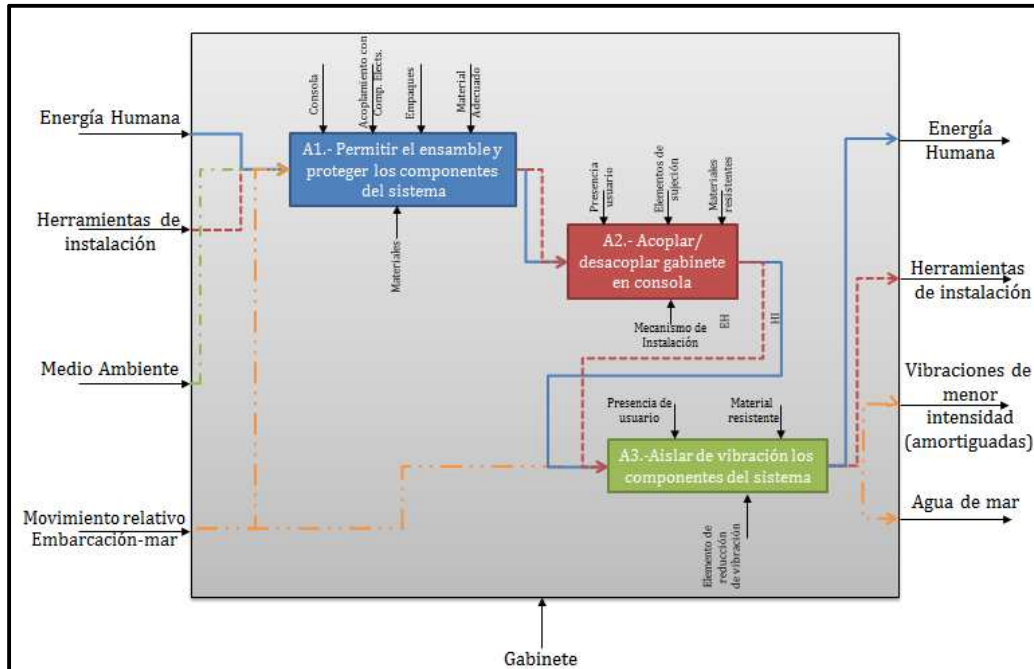 Energía Humana
Herramientas de
instalación
Medio Ambiente
Movimiento relativo
Embarcación-mar
Consola
Acoplamiento con
Comp. Elects.
Empaques
Material
Adecuado
A1.- Permitir el ensamble y
proteger los componentes
del sistema
Materiales
Presencia
usuario
Elementos de
sujeción
Materiales
resistentes
A2.- Acoplar/
desacoplar gabinete
en consola
Mecanismo de
Instalación
EH
HI
Presencia de
usuario
Material
resistente
A3.-Aislar de vibración los
componentes del sistema
Elemento de
reducción
de vibración
Energía
Humana
Herramientas
de instalación
Vibraciones de
menor
intensidad
(amortiguadas)
Agua de mar
Gabinete